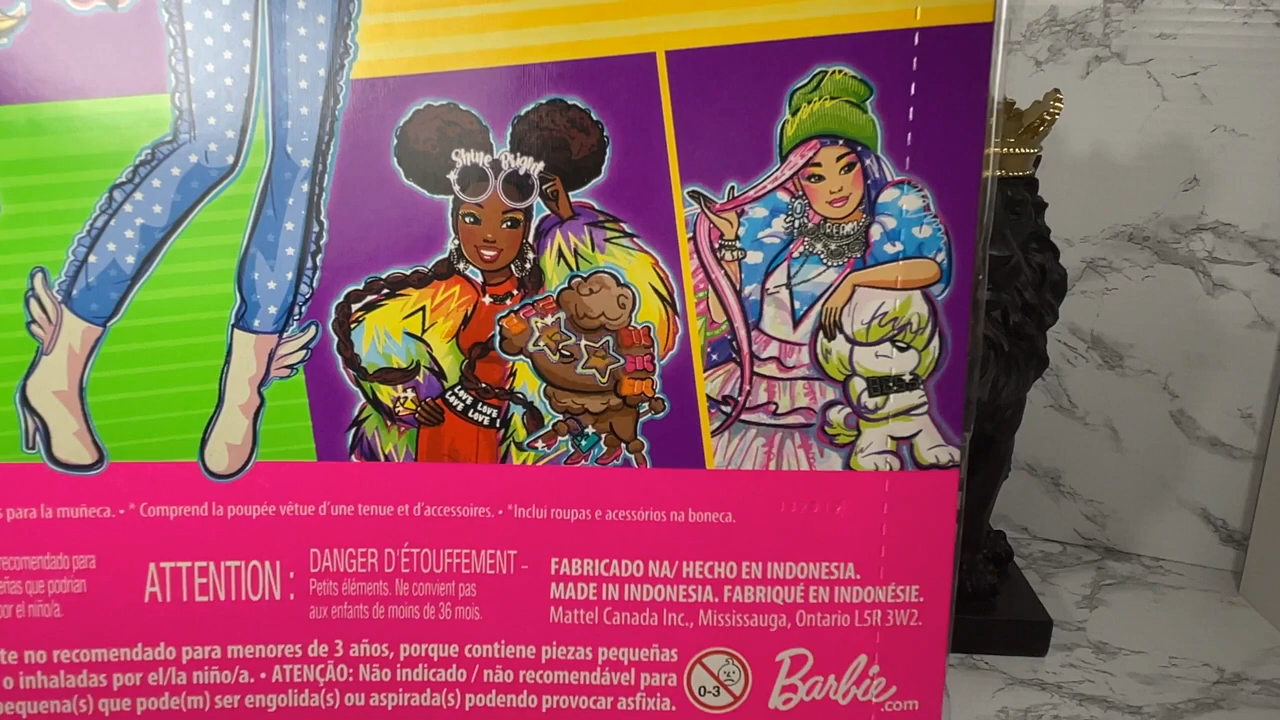 Shine Bright
DREAM
LOVE LOVE
LOVE LOVE
s para la muñeca. • * Comprend la poupée vêtue d'une tenue et d'accessoires. • *Inclui roupas e acessórios na boneca.
recomendado para
eñas que podrían
por el niño/a.
ATTENTION :
DANGER D'ÉTOUFFEMENT -
Petits éléments. Ne convient pas
aux enfants de moins de 36 mois.
FABRICADO NA/ HECHO EN INDONESIA.
MADE IN INDONESIA. FABRIQUÉ EN INDONÉSIE.
Mattel Canada Inc., Mississauga, Ontario L5R 3W2.
te no recomendado para menores de 3 años, porque contiene piezas pequeñas
o inhaladas por el/la niño/a. • ATENÇÃO: Não indicado / não recomendável para
pequena(s) que pode(m) ser engolida(s) ou aspirada(s) podendo provocar asfixia.
0-3
Barbie.com